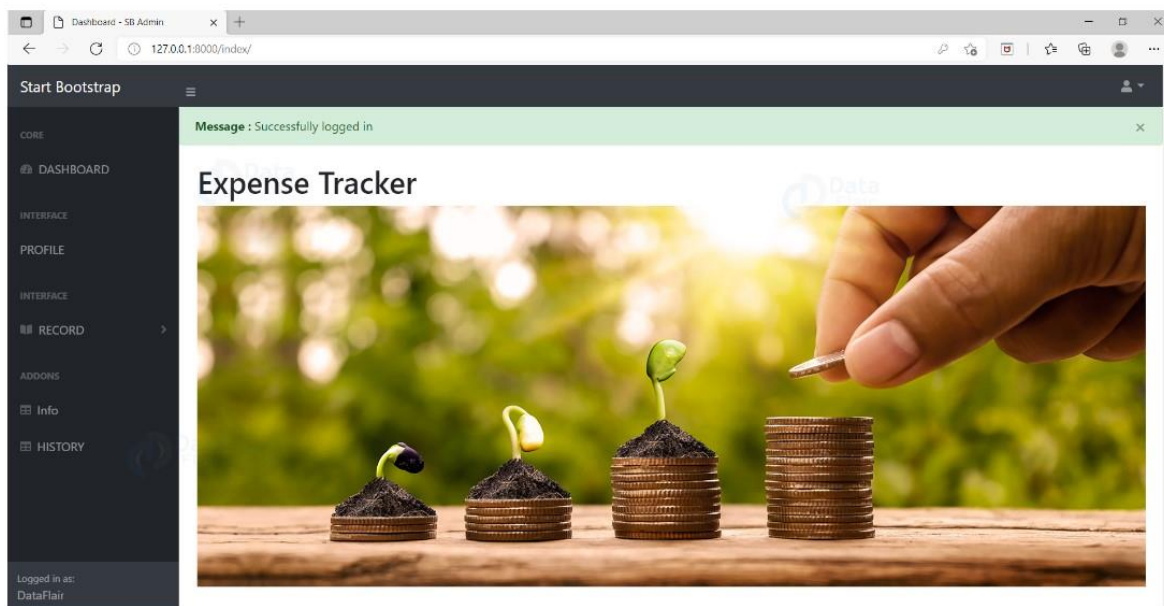 Dashboard - SB Admin
127.0.0.1:8000/index/
Start Bootstrap
Message : Successfully logged in
CORE
DASHBOARD
Expense Tracker
INTERFACE
PROFILE
INTERFACE
RECORD
ADDONS
Info
HISTORY
Logged in as:
DataFlair
Data